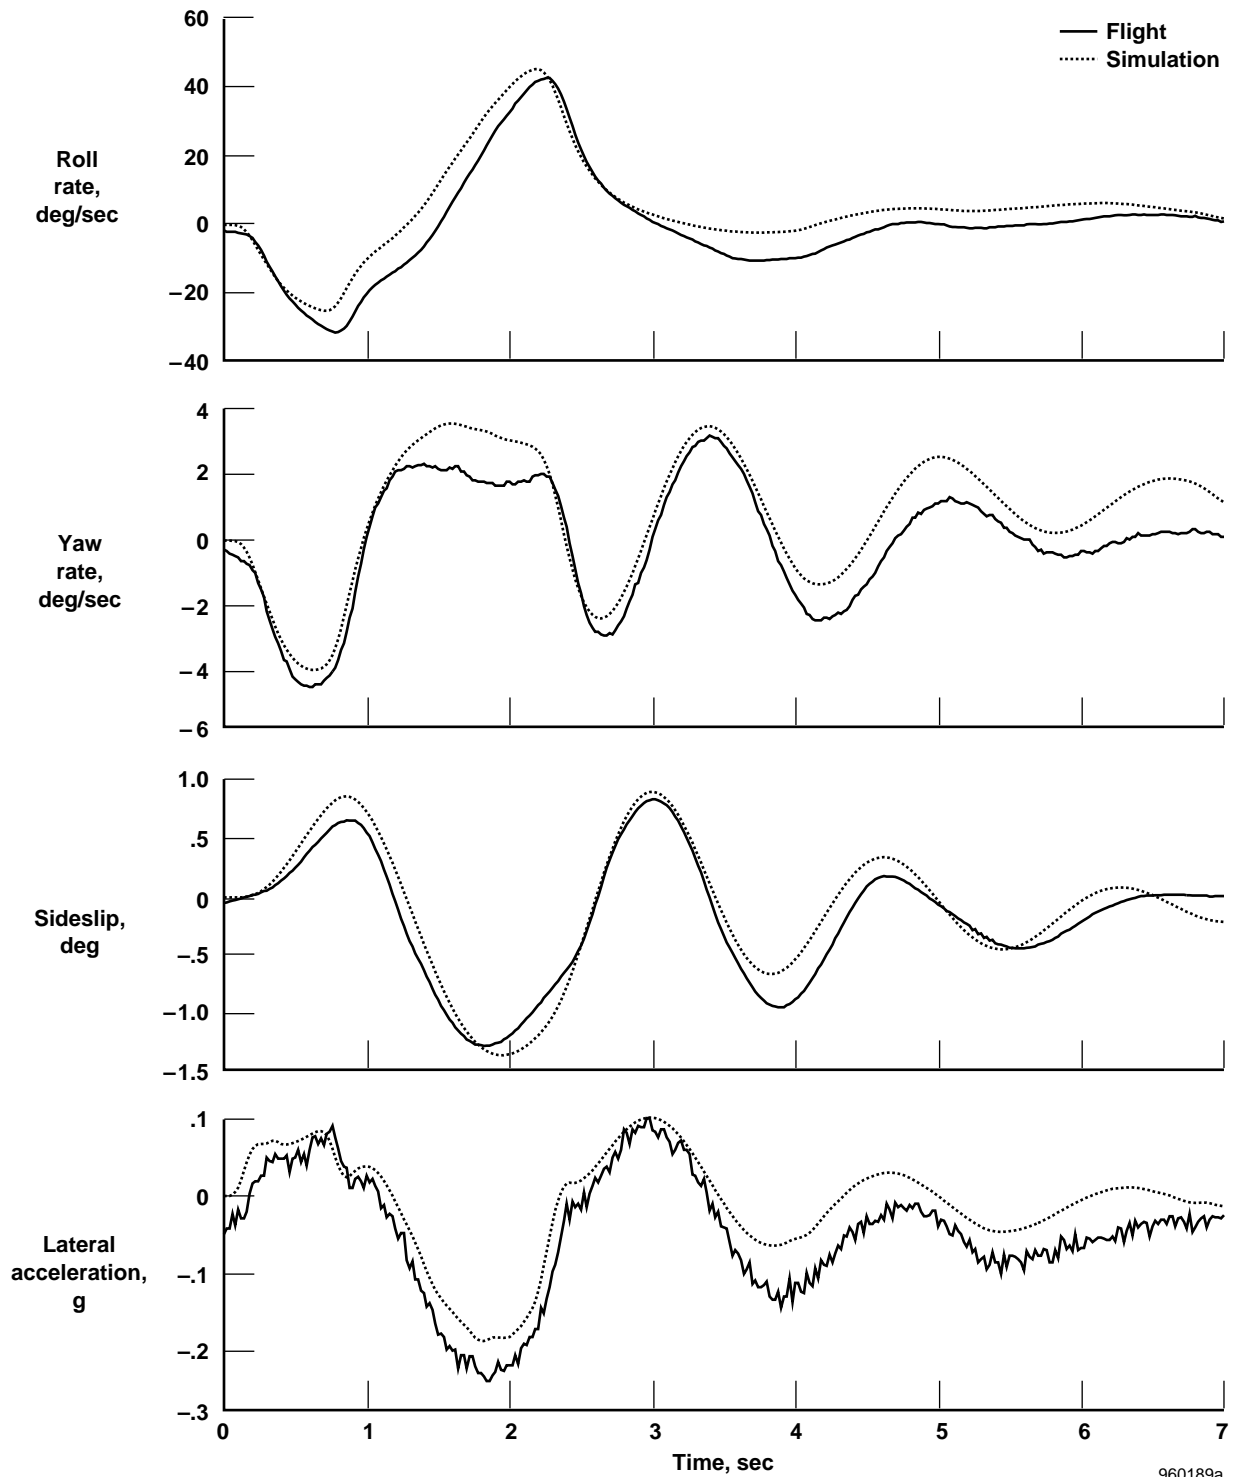 60
Flight
Simulation
40
20
Roll
rate,
deg/sec
0
–20
–40
4
2
0
Yaw
rate,
deg/sec
–2
–4
–6
1.0
.5
0
Sideslip,
deg
–.5
–1.0
–1.5
.1
0
Lateral
acceleration,
g
–.1
–.2
–.3
0 1 2 3 4 5 6 7
Time, sec
960189a